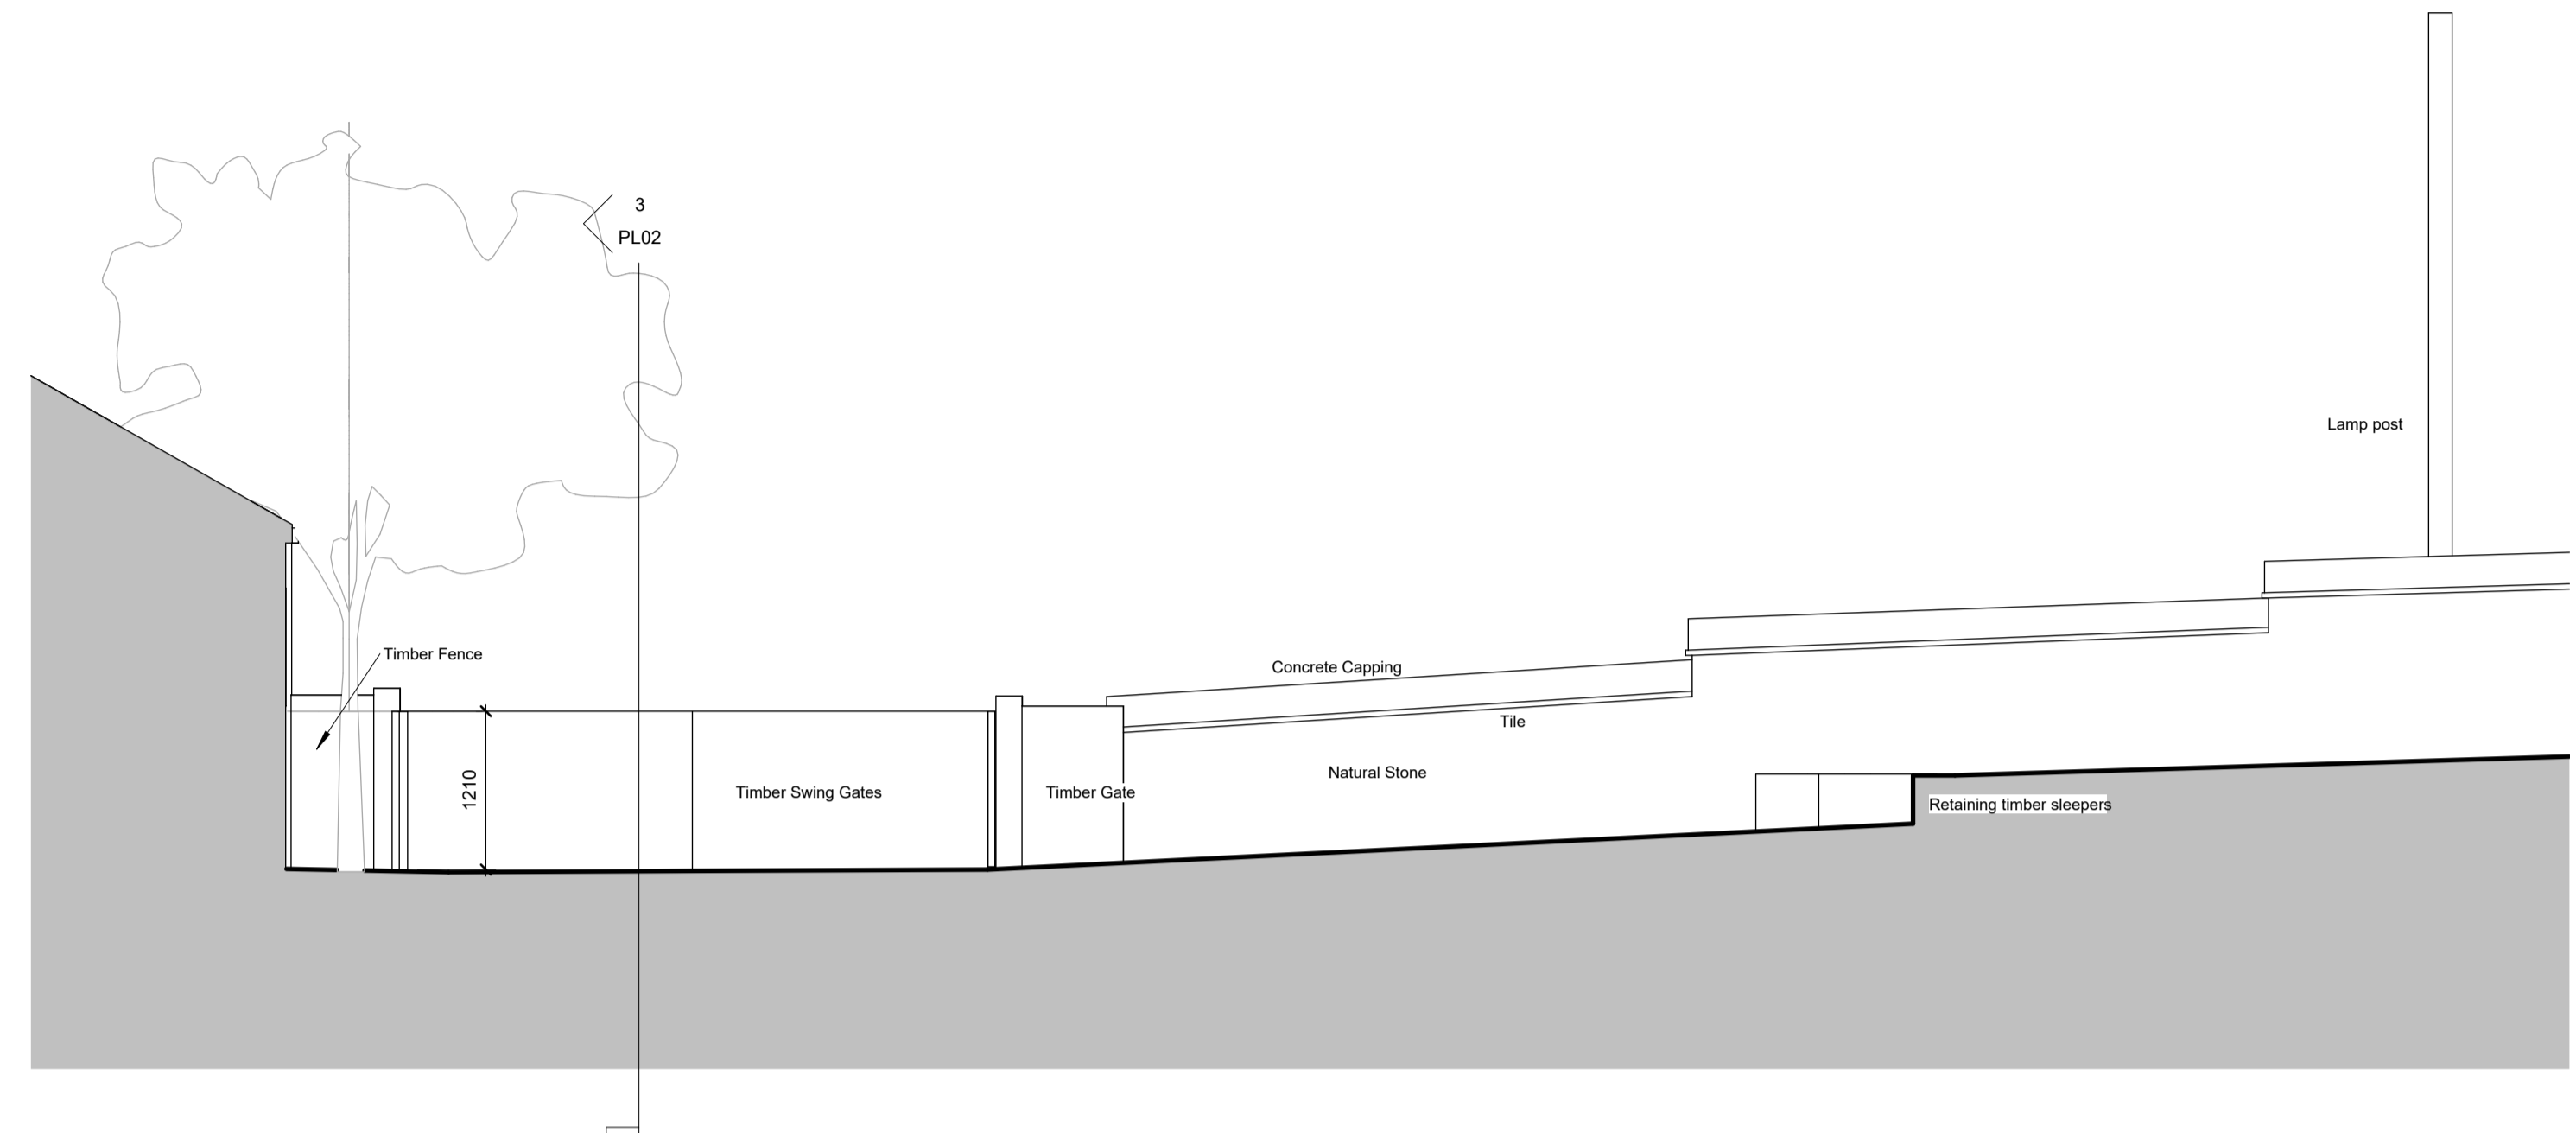 3
PL02
Lamp post
Timber Fence
Concrete Capping
Tile
Natural Stone
1210
Timber Swing Gates
Timber Gate
Retaining timber sleepers